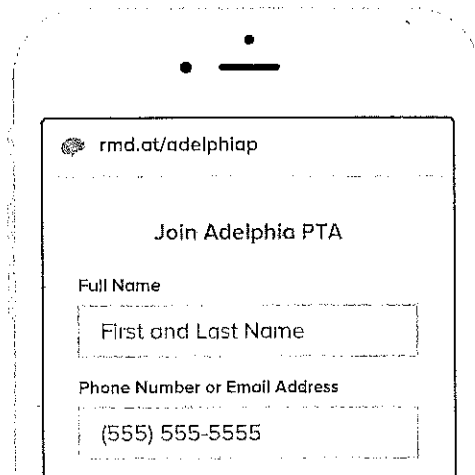 rmd.at/adelphiap
Join Adelphia PTA
Full Name
First and Last Name
Phone Number or Email Address
(555) 555-5555